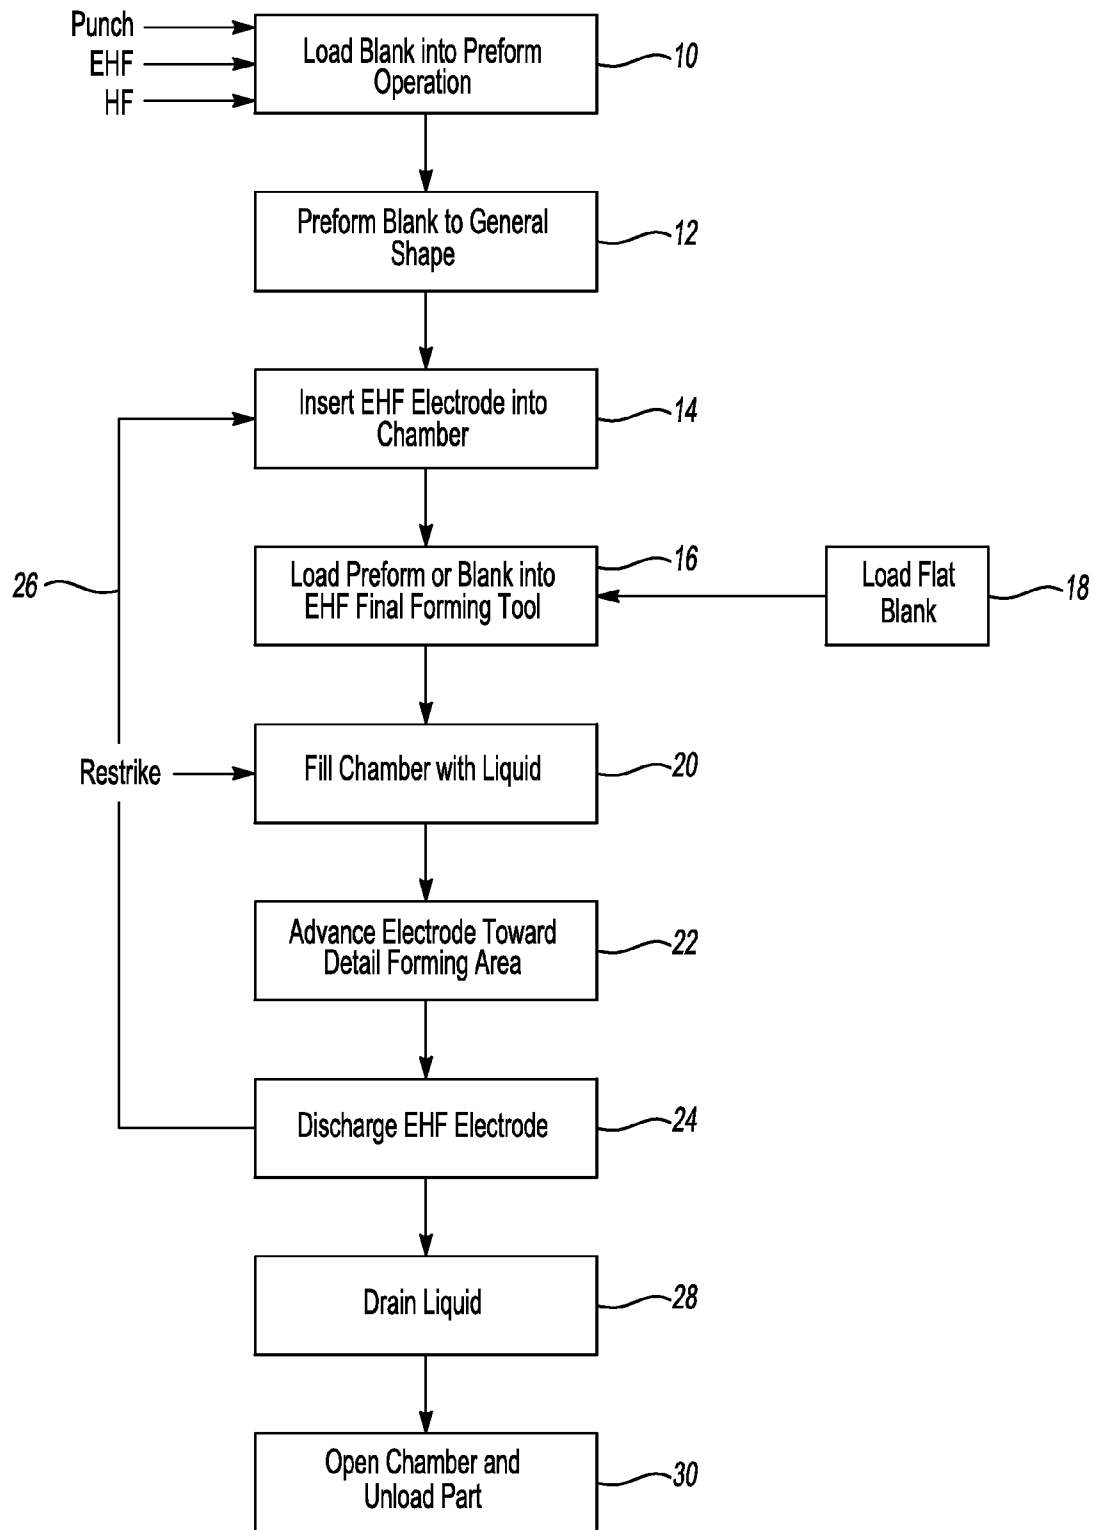 Punch
EHF
HF
Load Blank into Preform
Operation
10
Preform Blank to General
Shape
12
Insert EHF Electrode into
Chamber
14
26
Load Preform or Blank into
EHF Final Forming Tool
16
Load Flat
Blank
18
Restrike
Fill Chamber with Liquid
20
Advance Electrode Toward
Detail Forming Area
22
Discharge EHF Electrode
24
Drain Liquid
28
Open Chamber and
Unload Part
30